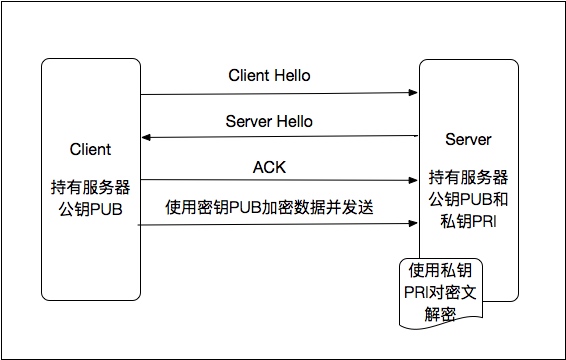 Client Hello
Server Hello
ACK
使用密钥PUB加密数据并发送
Client
持有服务器
公钥PUB
Server
持有服务器
公钥PUB和
私钥PRI
使用私钥
PRI对密文
解密